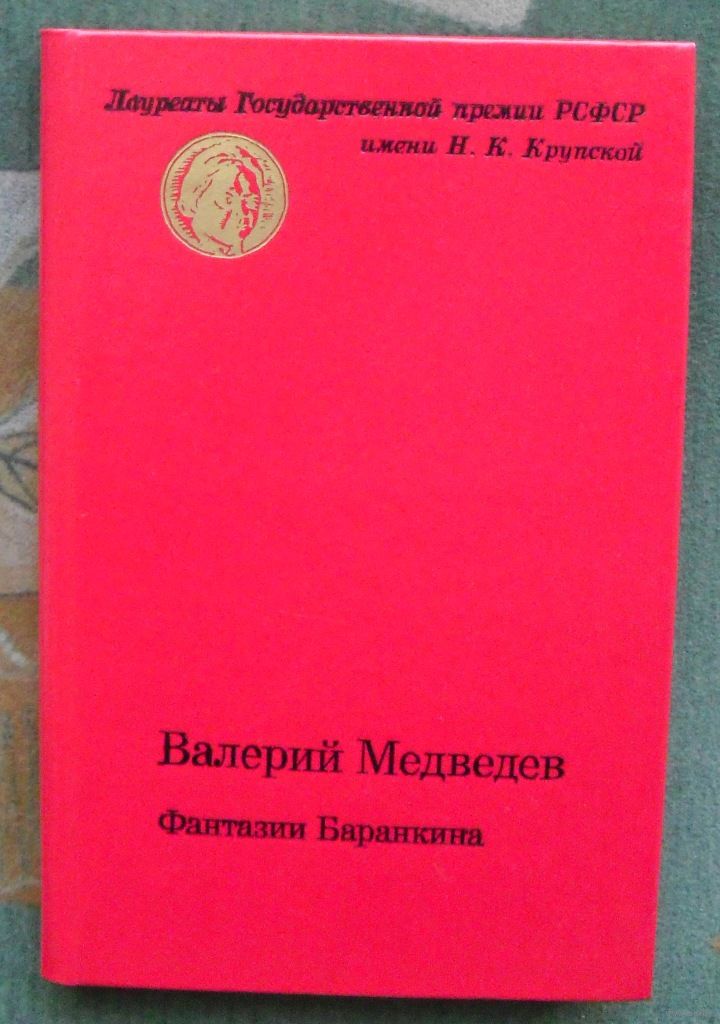 Лауреаты Государственной премии РСФСР
имени Н. К. Крупской
Валерий Медведев
Фантазии Баранкина